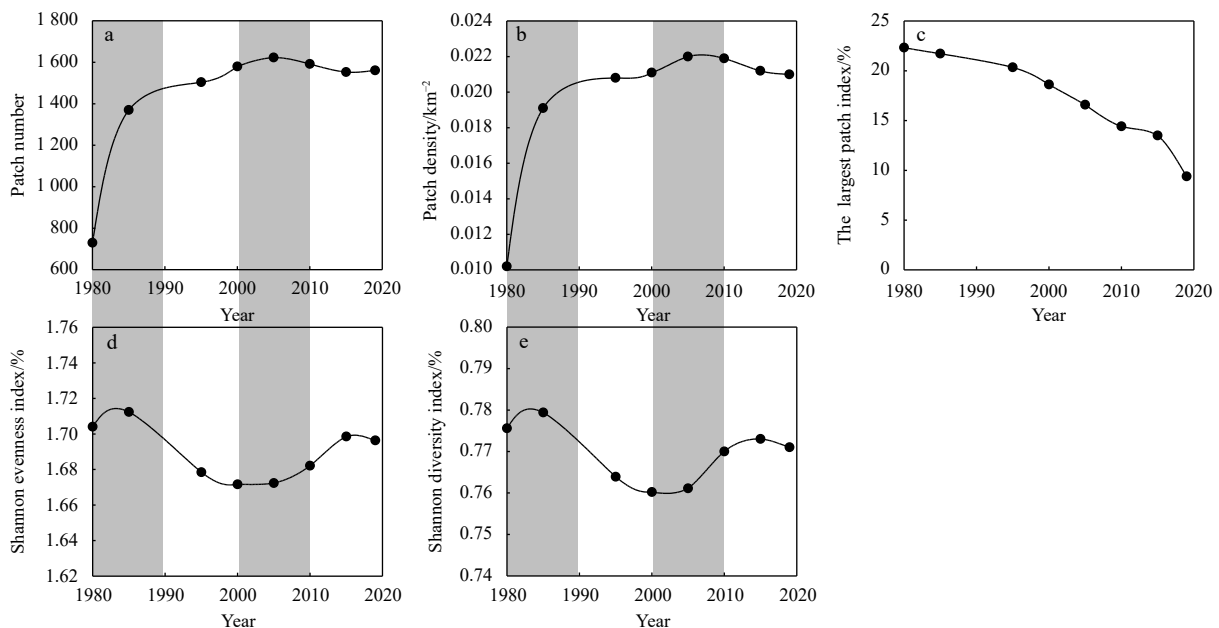 a
1 800
1 600
1 400
1 200
1 000
800
600
Patch number
1980 1990 2000 2010 2020
Year
b
0.024
0.022
0.020
0.018
0.016
0.014
0.012
0.010
Patch density/km⁻²
1980 1990 2000 2010 2020
Year
c
25
20
15
10
5
0
The largest patch index/%
1980 1990 2000 2010 2020
Year
d
1.76
1.74
1.72
1.70
1.68
1.66
1.64
1.62
Shannon evenness index/%
1980 1990 2000 2010 2020
Year
e
0.80
0.79
0.78
0.77
0.76
0.75
0.74
Shannon diversity index/%
1980 1990 2000 2010 2020
Year